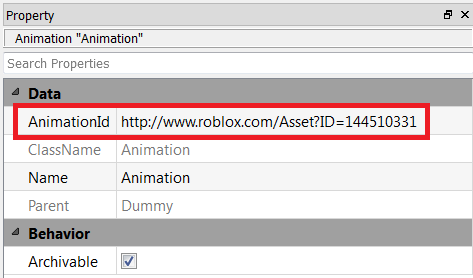 Property
Animation "Animation"
Search Properties
Data
AnimationId http://www.roblox.com/Asset?ID=144510331
ClassName Animation
Name Animation
Parent Dummy
Behavior
Archivable